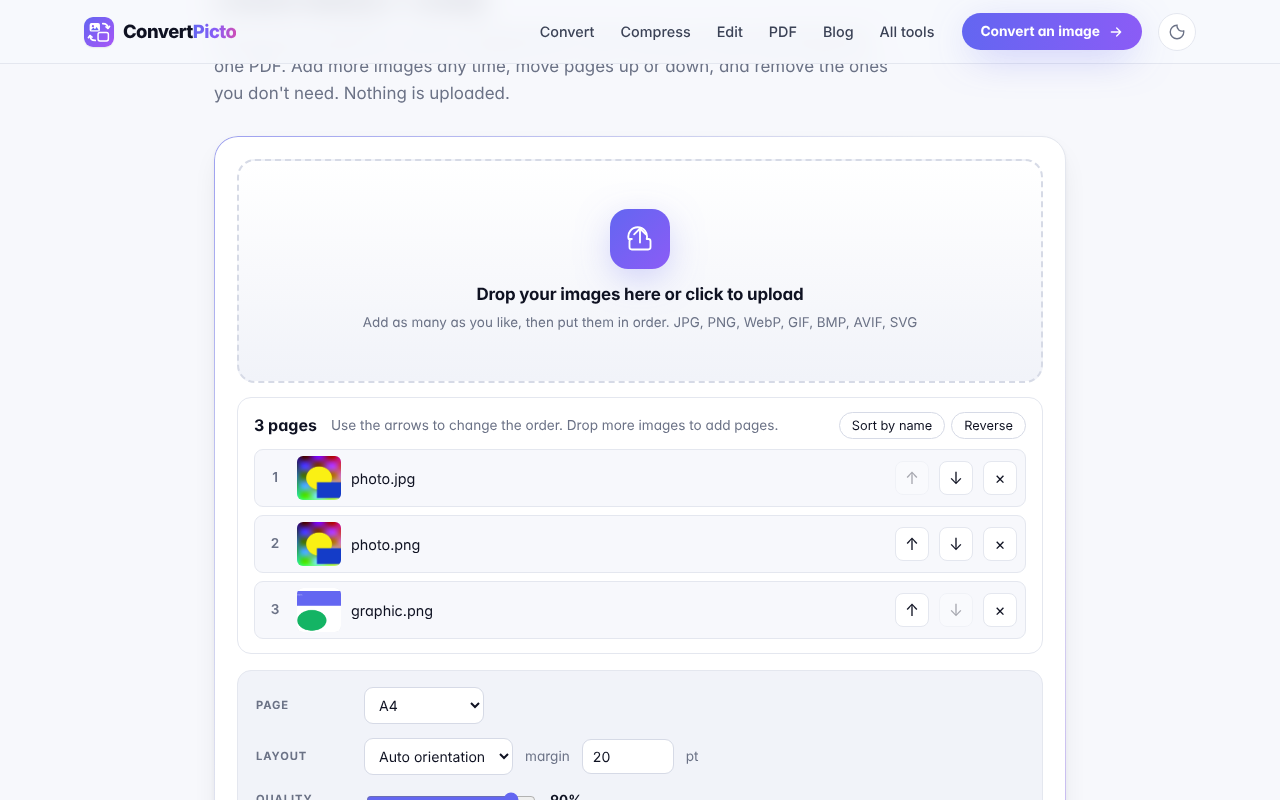 ConvertPicto
Convert Compress Edit PDF Blog All tools Convert an image →
one PDF. Add more images any time, move pages up or down, and remove the ones
you don't need. Nothing is uploaded.
Drop your images here or click to upload
Add as many as you like, then put them in order. JPG, PNG, WebP, GIF, BMP, AVIF, SVG
3 pages Use the arrows to change the order. Drop more images to add pages. Sort by name Reverse
1 photo.jpg ↑ ↓ ×
2 photo.png ↑ ↓ ×
3 graphic.png ↑ ↓ ×
PAGE A4
LAYOUT Auto orientation margin 20 pt
QUALITY 90%